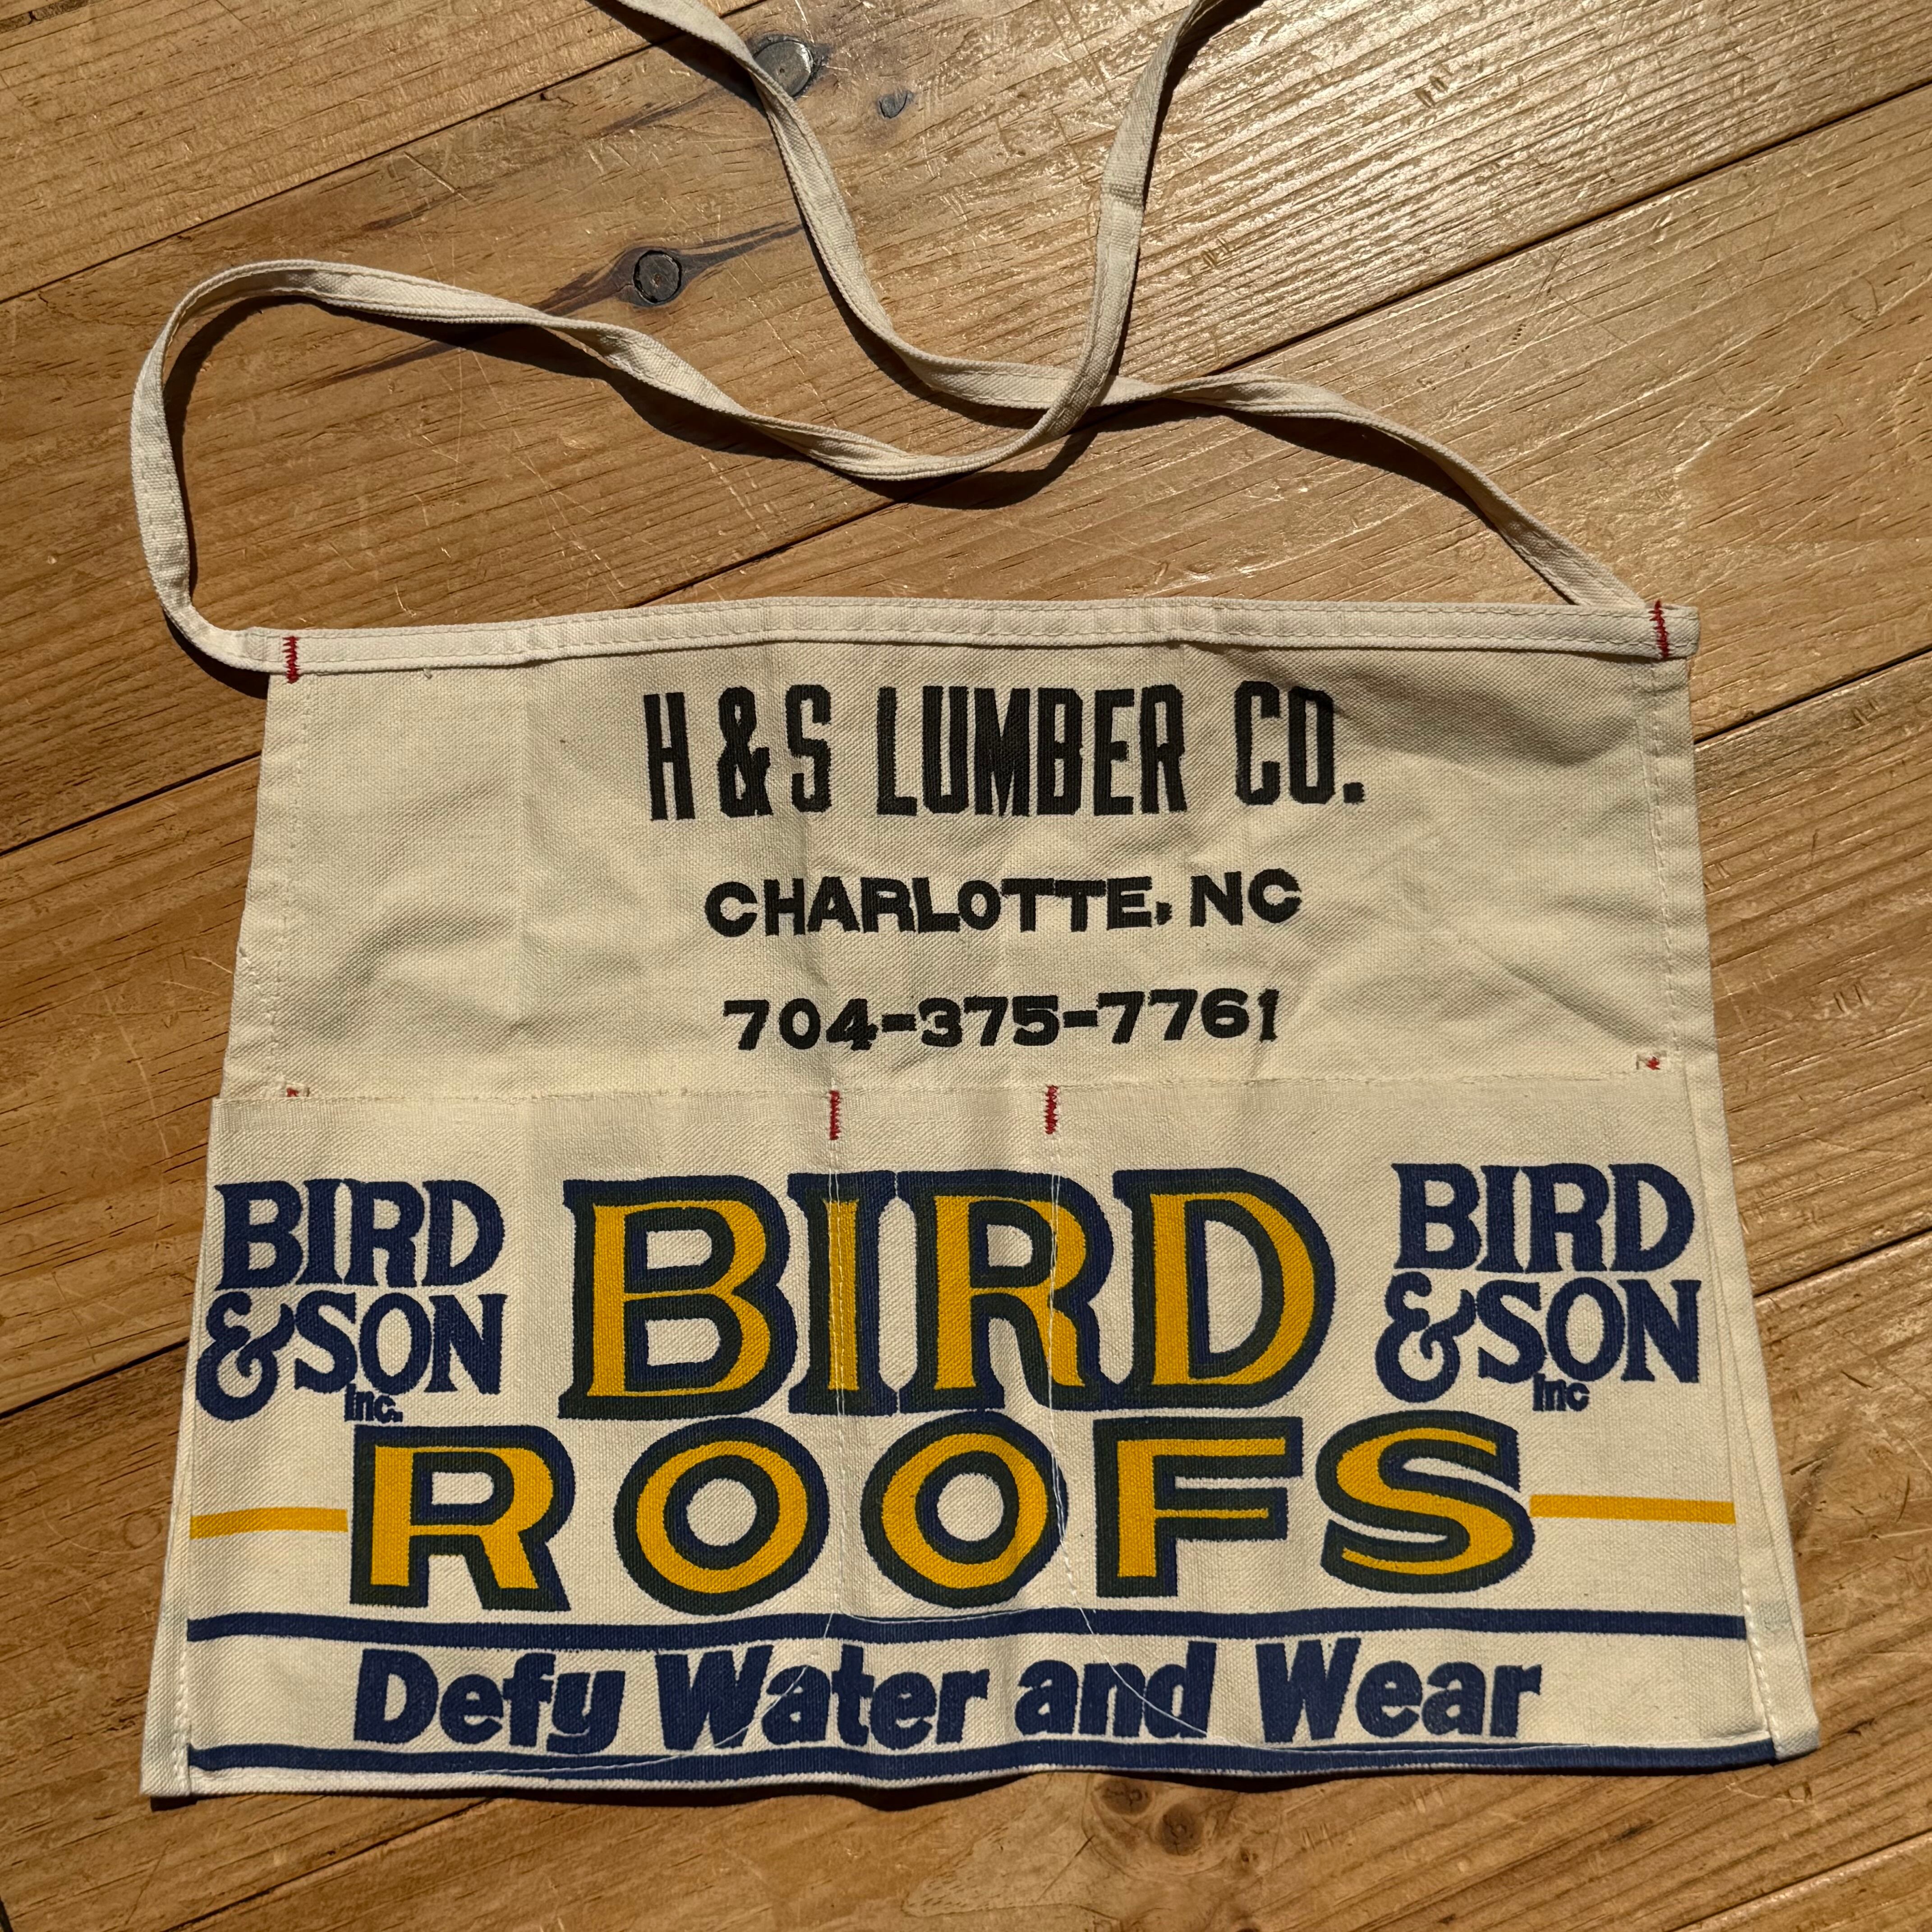 H & S LUMBER CO.
CHARLOTTE, NC
704-375-7761
BIRD
& SON
Inc.
BIRD
ROOFS
BIRD
& SON
Inc
Defy Water and Wear